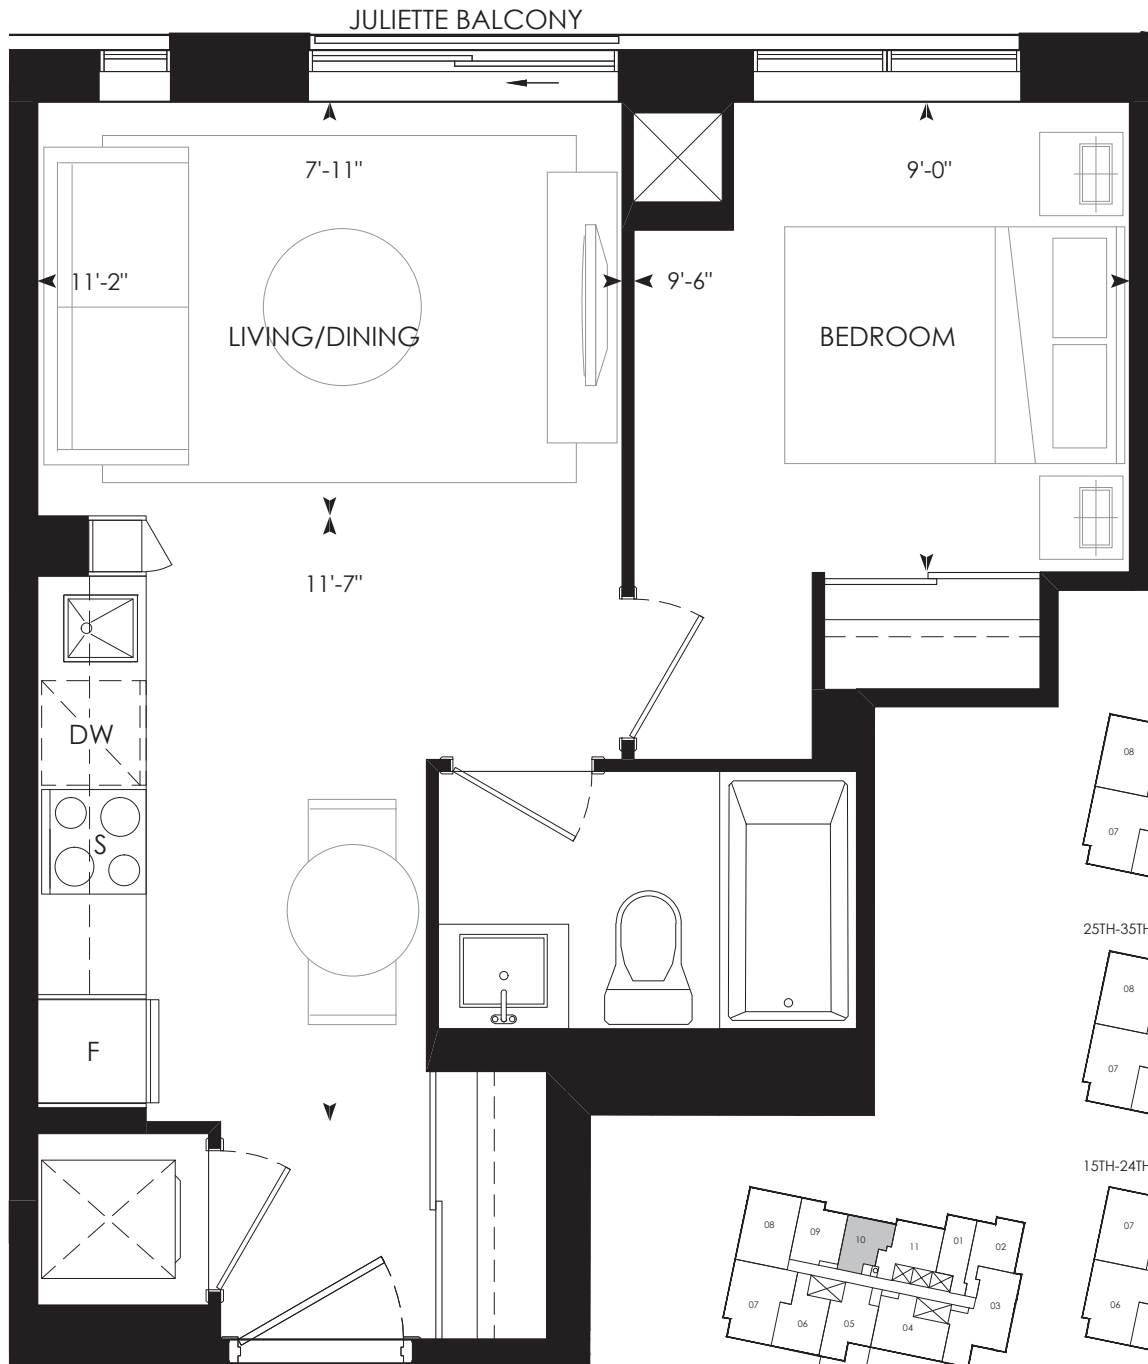 JULIETTE BALCONY
7'-11"
9'-0"
11'-2"
9'-6"
LIVING/DINING
BEDROOM
11'-7"
DW
S
F
08
07
25TH-35TH
08
07
15TH-24TH
07
06
08
09
10
11
01
02
07
06
05
04
03